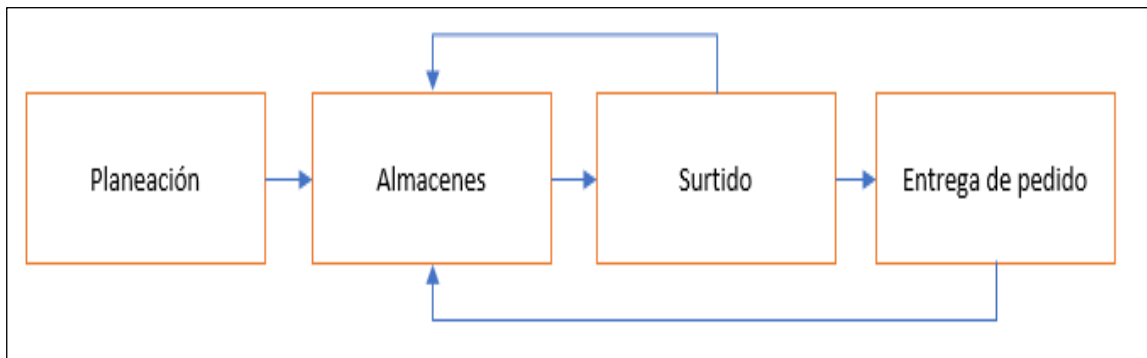 Planeación
Almacenes
Surtido
Entrega de pedido